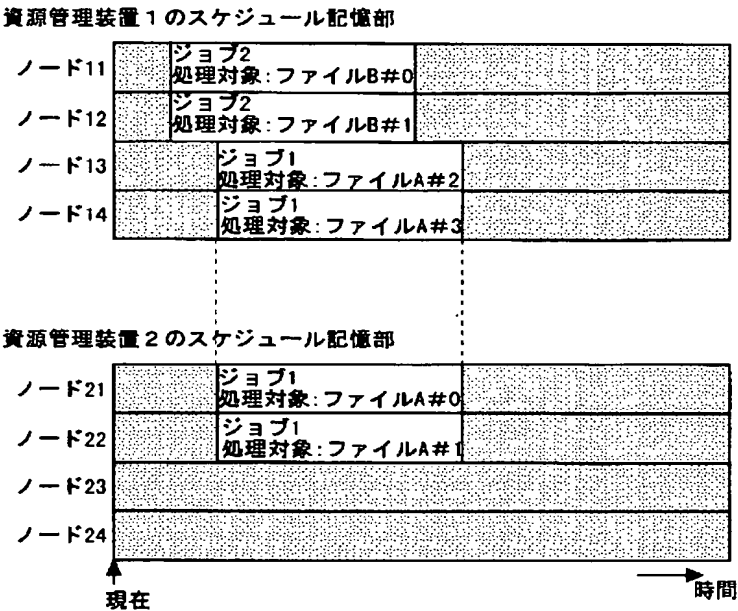 資源管理装置1のスケジュール記憶部
ノード11
ジョブ2
処理対象:ファイルB#0
ノード12
ジョブ2
処理対象:ファイルB#1
ノード13
ジョブ1
処理対象:ファイルA#2
ノード14
ジョブ1
処理対象:ファイルA#3
資源管理装置2のスケジュール記憶部
ノード21
ジョブ1
処理対象:ファイルA#0
ノード22
ジョブ1
処理対象:ファイルA#1
ノード23
ノード24
現在
時間